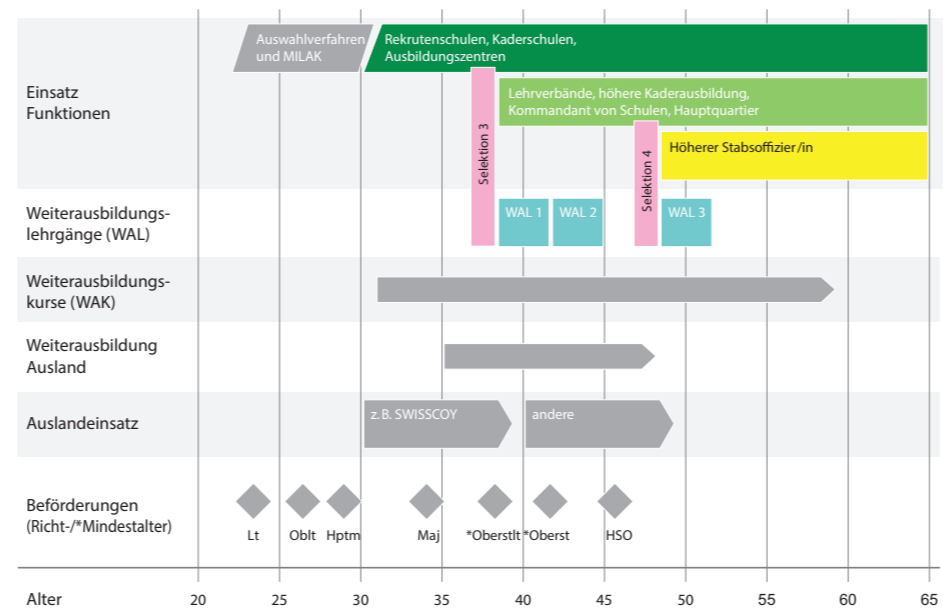 Einsatz
Funktionen
Auswahlverfahren
und MILAK
Rekrutenschulen, Kaderschulen,
Ausbildungszentren
Selektion 3
Lehrverbände, höhere Kaderausbildung,
Kommandant von Schulen, Hauptquartier
Selektion 4
Höherer Stabsoffizier/in
Weiterausbildungs-
lehrgänge (WAL)
WAL 1
WAL 2
WAL 3
Weiterausbildungs-
kurse (WAK)
Weiterausbildung
Ausland
Auslandeinsatz
z. B. SWISSCOY
andere
Beförderungen
(Richt-/*Mindestalter)
Lt Oblt Hptm Maj *Oberstlt *Oberst HSO
Alter 20 25 30 35 40 45 50 55 60 65